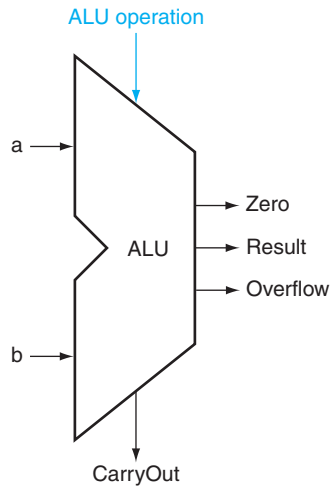 ALU operation
a
Zero
ALU
Result
Overflow
b
CarryOut